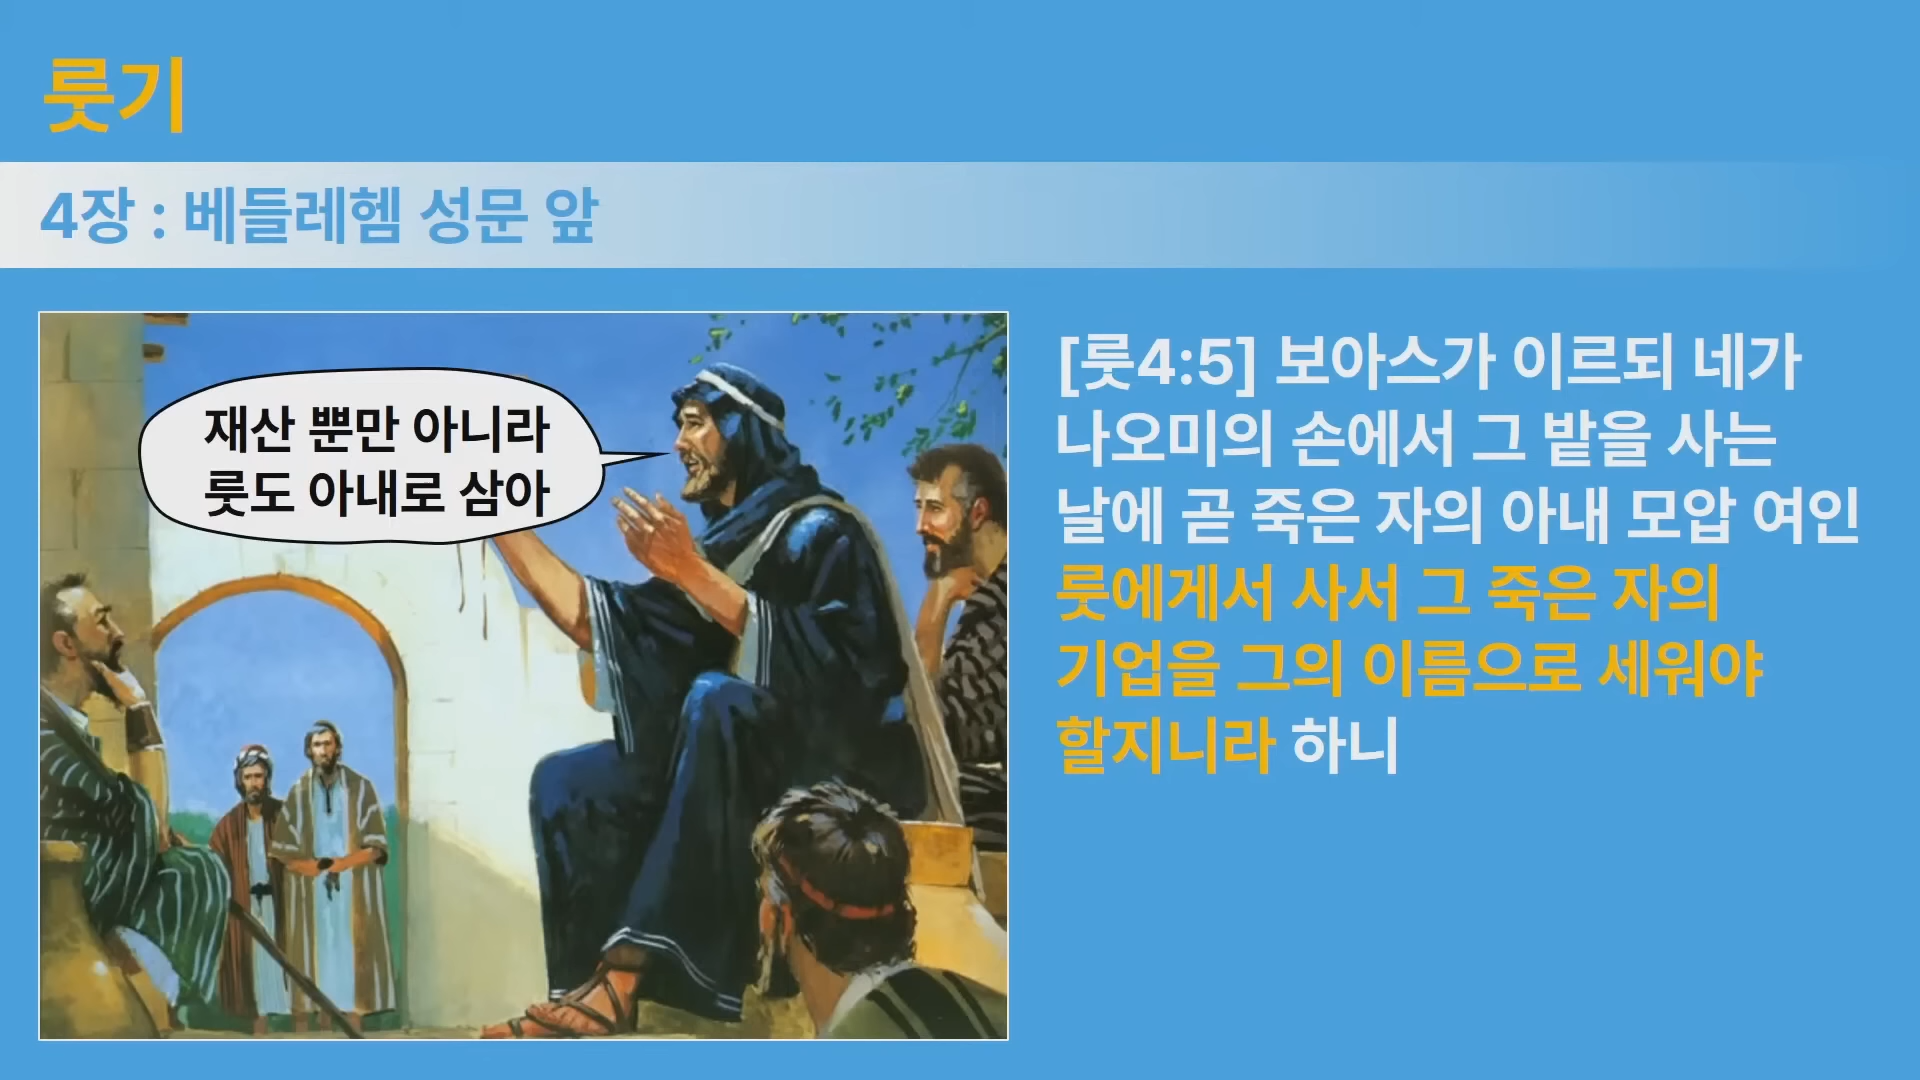 룻기
4장 : 베들레헴 성문 앞
재산 뿐만 아니라
룻도 아내로 삼아
[룻4:5] 보아스가 이르되 네가
나오미의 손에서 그 밭을 사는
날에 곧 죽은 자의 아내 모압 여인
룻에게서 사서 그 죽은 자의
기업을 그의 이름으로 세워야
할지니라 하니